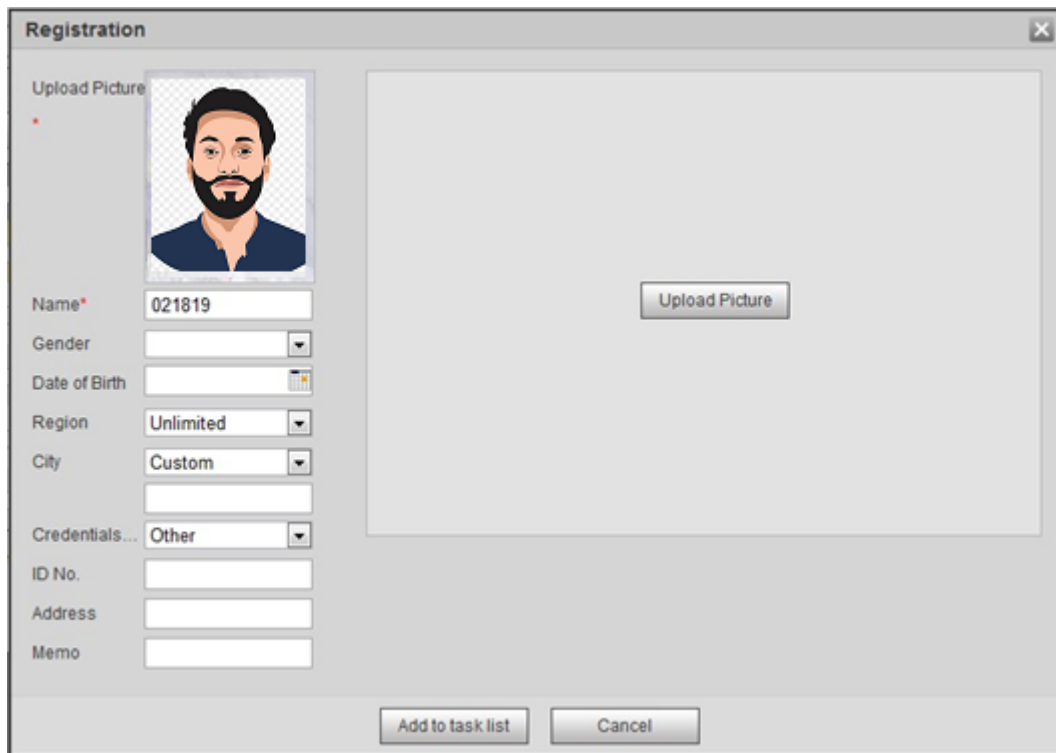 Registration
Upload Picture
*
Upload Picture
Name* 021819
Gender
Date of Birth
Region Unlimited
City Custom
Credentials... Other
ID No.
Address
Memo
Add to task list Cancel